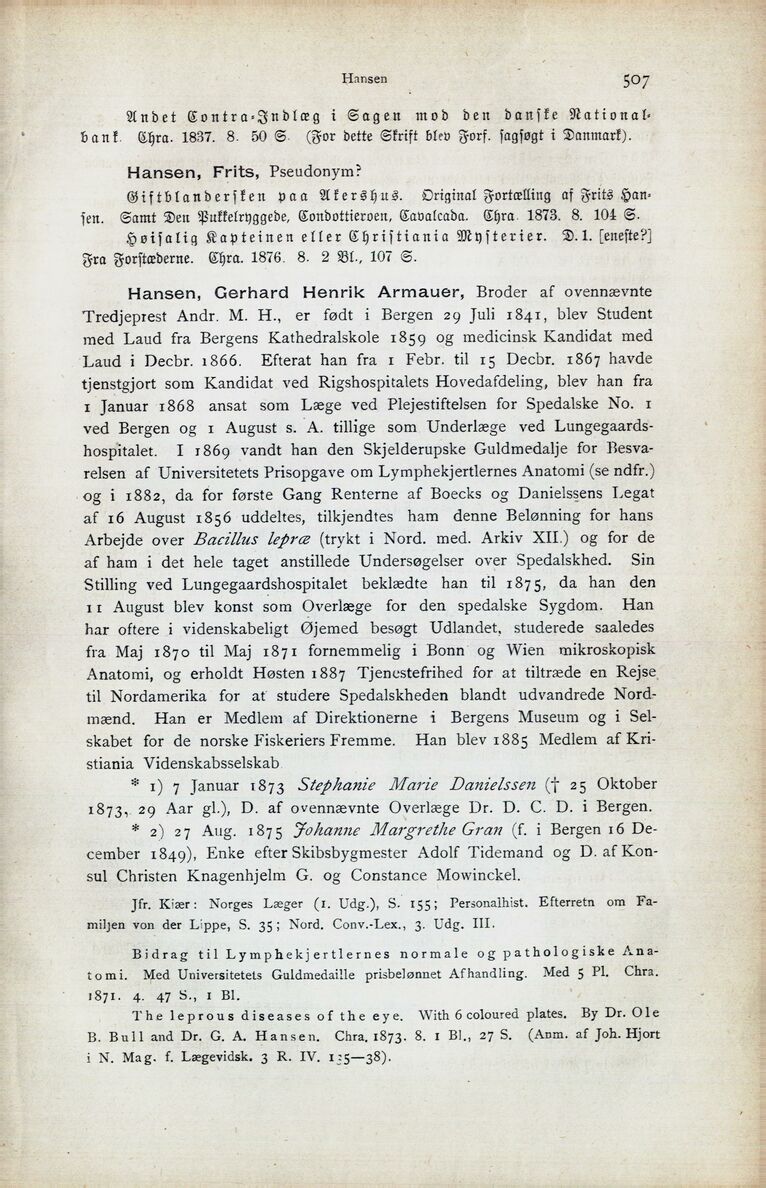 Hansen 507
Andet Contra-Indlæg i Sagen mod den danske National-
bank. Chra. 1837. 8. 50 S. (For dette Skrift blev Forf. sagsøgt i Danmark).
Hansen, Frits, Pseudonym?
Giftblandersken paa Akershus. Original Fortælling af Frits Han-
sen. Samt Den Pukkelryggede, Condottieroen, Cavalcada. Chra. 1873. 8. 104 S.
Høisalig Kapteinen eller Christiania Mysterier. D. 1. [eneste?]
Fra Forstæderne. Chra. 1876. 8. 2 Bl., 107 S.
Hansen, Gerhard Henrik Armauer, Broder af ovennævnte
Tredjeprest Andr. M. H., er født i Bergen 29 Juli 1841, blev Student
med Laud fra Bergens Kathedralskole 1859 og medicinsk Kandidat med
Laud i Decbr. 1866. Efterat han fra 1 Febr. til 15 Decbr. 1867 havde
tjenstgjort som Kandidat ved Rigshospitalets Hovedafdeling, blev han fra
1 Januar 1868 ansat som Læge ved Plejestiftelsen for Spedalske No. 1
ved Bergen og 1 August s. A. tillige som Underlæge ved Lungegaards-
hospitalet. I 1869 vandt han den Skjelderupske Guldmedalje for Besva-
relsen af Universitetets Prisopgave om Lymphekjertlernes Anatomi (se ndfr.)
og i 1882, da for første Gang Renterne af Boecks og Danielssens Legat
af 16 August 1856 uddeltes, tilkjendtes ham denne Belønning for hans
Arbejde over Bacillus lepræ (trykt i Nord. med. Arkiv XII.) og for de
af ham i det hele taget anstillede Undersøgelser over Spedalskhed. Sin
Stilling ved Lungegaardshospitalet beklædte han til 1875, da han den
11 August blev konst som Overlæge for den spedalske Sygdom. Han
har oftere i videnskabeligt Øjemed besøgt Udlandet, studerede saaledes
fra Maj 1870 til Maj 1871 fornemmelig i Bonn og Wien mikroskopisk
Anatomi, og erholdt Høsten 1887 Tjenestefrihed for at tiltræde en Rejse
til Nordamerika for at studere Spedalskheden blandt udvandrede Nord-
mænd. Han er Medlem af Direktionerne i Bergens Museum og i Sel-
skabet for de norske Fiskeriers Fremme. Han blev 1885 Medlem af Kri-
stiania Videnskabsselskab
* 1) 7 Januar 1873 Stephanie Marie Danielssen († 25 Oktober
1873, 29 Aar gl.), D. af ovennævnte Overlæge Dr. D. C. D. i Bergen.
* 2) 27 Aug. 1875 Johanne Margrethe Gran (f. i Bergen 16 De-
cember 1849), Enke efter Skibsbygmester Adolf Tidemand og D. af Kon-
sul Christen Knagenhjelm G. og Constance Mowinckel.
Jfr. Kiær: Norges Læger (1. Udg.), S. 155; Personalhist. Efterretn om Fa-
miljen von der Lippe, S. 35; Nord. Conv.-Lex., 3. Udg. III.
Bidrag til Lymphekjertlernes normale og pathologiske Ana-
tomi. Med Universitetets Guldmedaille prisbelønnet Afhandling. Med 5 Pl. Chra.
1871. 4. 47 S., 1 Bl.
The leprous diseases of the eye. With 6 coloured plates. By Dr. Ole
B. Bull and Dr. G. A. Hansen. Chra. 1873. 8. 1 Bl., 27 S. (Anm. af Joh. Hjort
i N. Mag. f. Lægevidsk. 3 R. IV. 135—38).